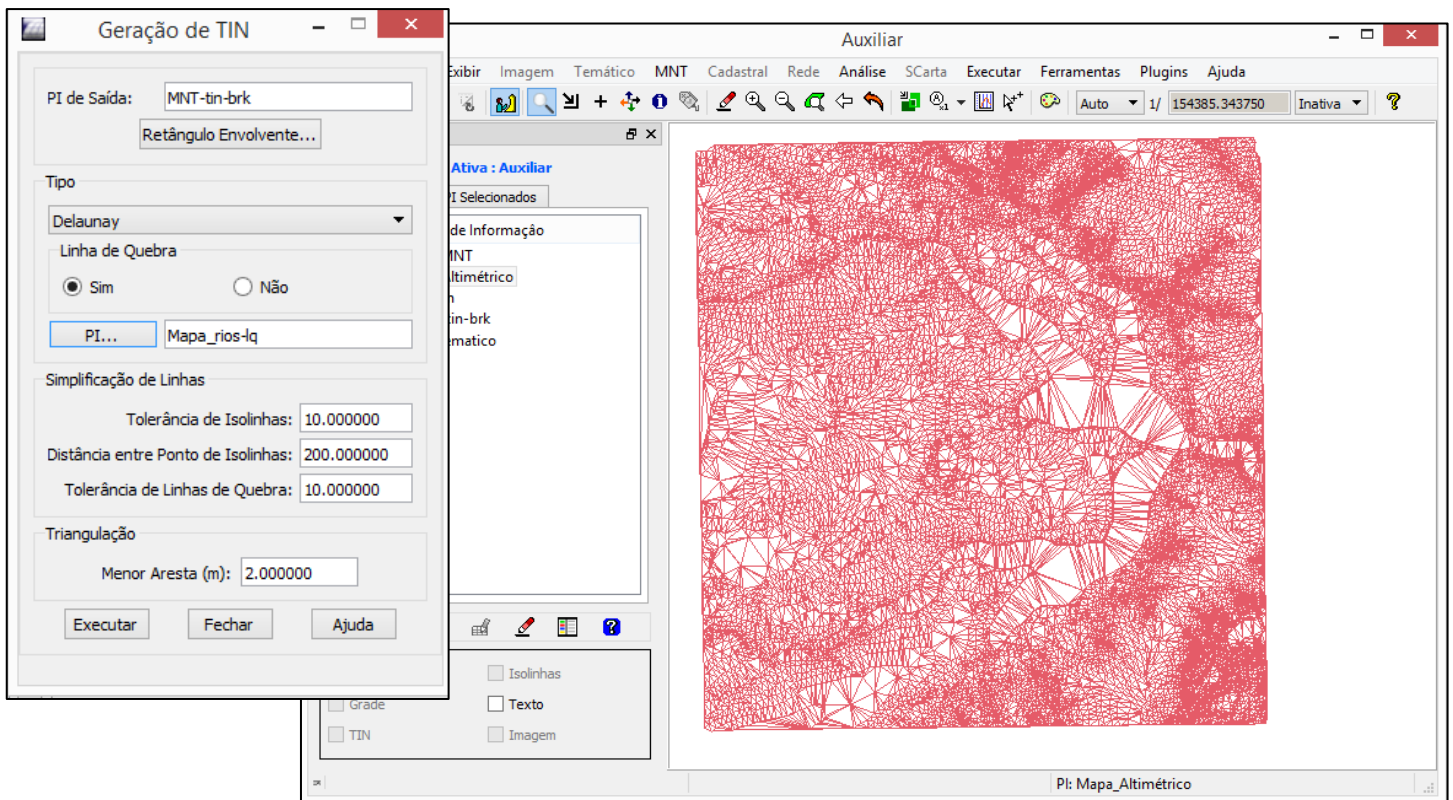 Geração de TIN
PI de Saída: MNT-tin-brk
Retângulo Envolvente...
Tipo
Delaunay
Linha de Quebra
Sim Não
PI... Mapa_rios-lq
Simplificação de Linhas
Tolerância de Isolinhas: 10.000000
Distância entre Ponto de Isolinhas: 200.000000
Tolerância de Linhas de Quebra: 10.000000
Triangulação
Menor Aresta (m): 2.000000
Executar Fechar Ajuda
Auxiliar
Exibir Imagem Temático MNT Cadastral Rede Análise SCarta Executar Ferramentas Plugins Ajuda
Auto 1/ 154385.343750 Inativa
Ativa : Auxiliar
PI Selecionados
de Informação
MNT
Altimétrico
tin-brk
ematico
Isolinhas
Grade Texto
TIN Imagem
PI: Mapa_Altimétrico